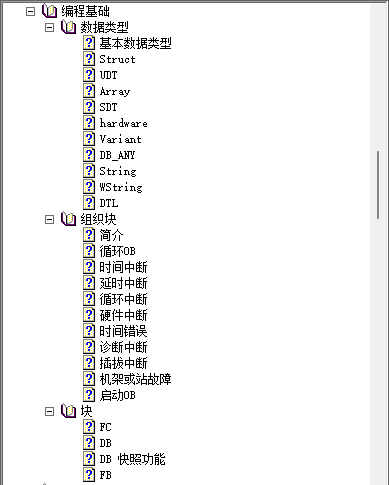 编程基础
数据类型
基本数据类型
Struct
UDT
Array
SDT
hardware
Variant
DB_ANY
String
WString
DTL
组织块
简介
循环OB
时间中断
延时中断
循环中断
硬件中断
时间错误
诊断中断
插拔中断
机架或站故障
启动OB
块
FC
DB
DB 快照功能
FB